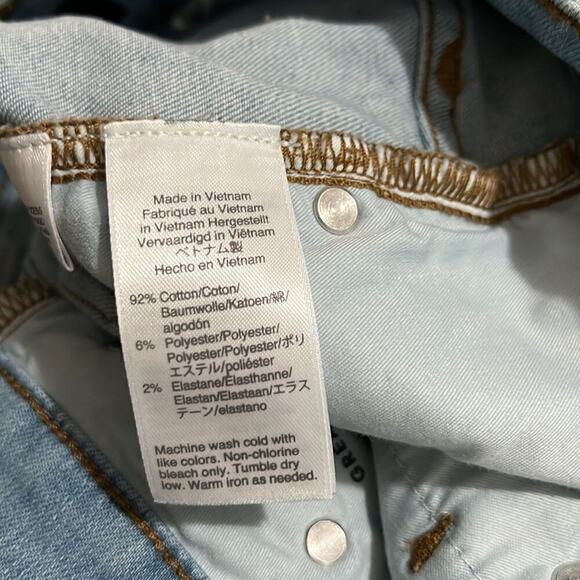 Made in Vietnam
Fabriqué au Vietnam
in Vietnam Hergestellt
Vervaardigd in Viêtnam
ベトナム製
Hecho en Vietnam
92% Cotton/Coton/
Baumwolle/Katoen/綿/
algodón
6% Polyester/Polyester/
Polyester/Polyester/ポリ
エステル/poliéster
2% Elastane/Élasthanne/
Elastan/Elastaan/エラス
テーン/elastano
Machine wash cold with
like colors. Non-chlorine
bleach only. Tumble dry
low. Warm iron as needed.
GRE